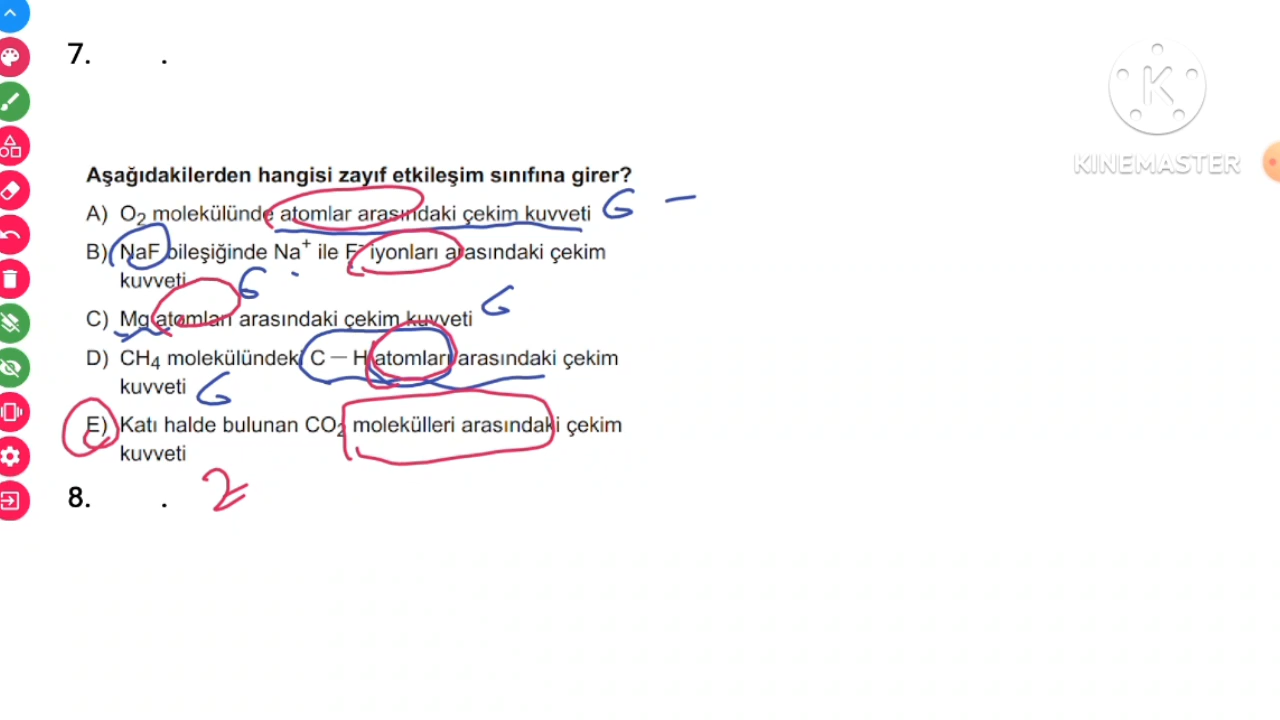 7. .
K
KINEMASTER
Aşağıdakilerden hangisi zayıf etkileşim sınıfına girer?
A) O₂ molekülünde atomlar arasındaki çekim kuvveti G –
B) NaF bileşiğinde Na⁺ ile F⁻ iyonları arasındaki çekim
kuvveti G
C) Mg atomları arasındaki çekim kuvveti G
D) CH₄ molekülündeki C – H atomları arasındaki çekim
kuvveti G
E) Katı halde bulunan CO₂ molekülleri arasındaki çekim
kuvveti
8. .